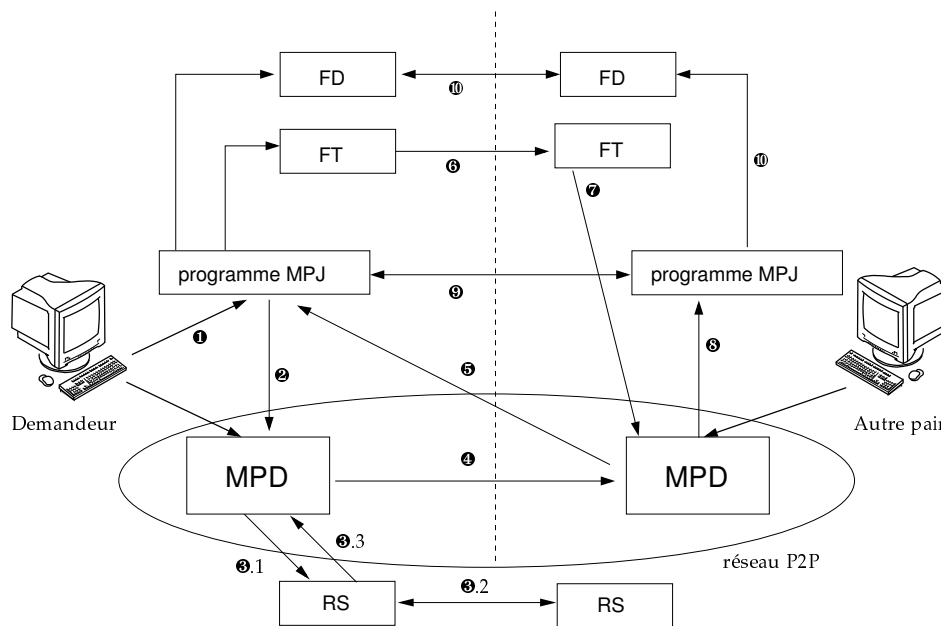 FD
❿
FD
FT
❻
FT
❼
❿
programme MPJ
❾
programme MPJ
❶
❷
❺
❽
Demandeur
Autre pair
MPD
❹
MPD
❸.1
❸.3
réseau P2P
RS
❸.2
RS